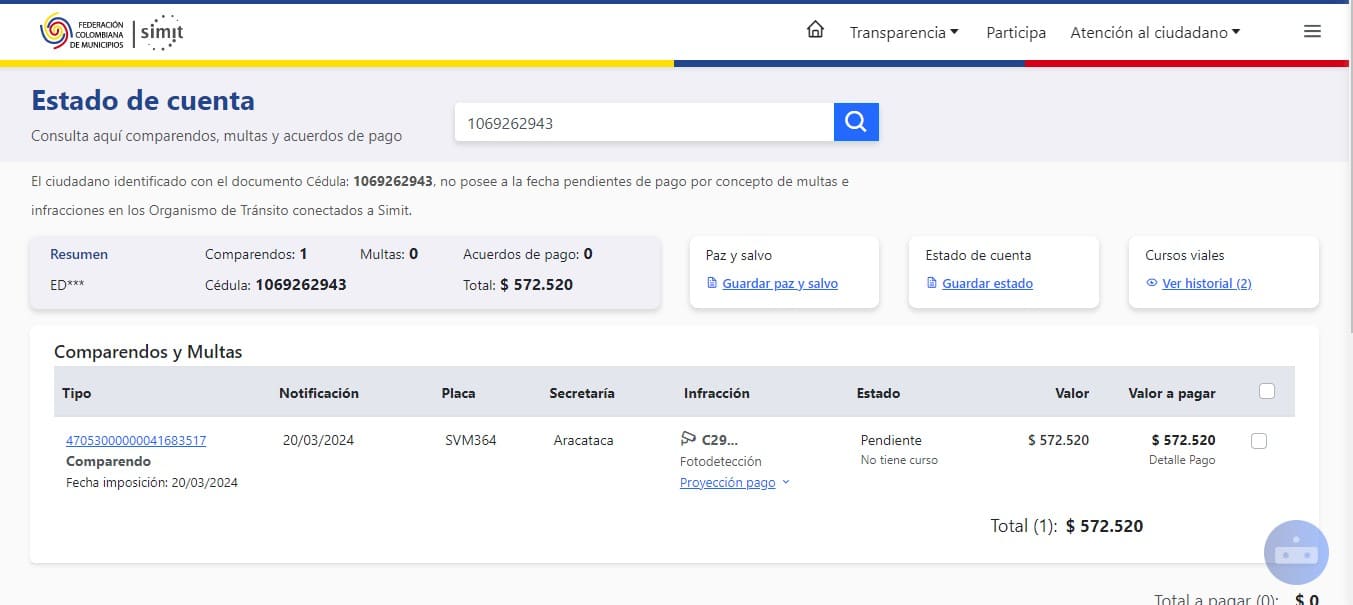 FEDERACIÓN
COLOMBIANA
DE MUNICIPIOS
simit
Transparencia
Participa
Atención al ciudadano
Estado de cuenta
Consulta aquí comparendos, multas y acuerdos de pago
1069262943
El ciudadano identificado con el documento Cédula: 1069262943, no posee a la fecha pendientes de pago por concepto de multas e
infracciones en los Organismo de Tránsito conectados a Simit.
Resumen Comparendos: 1 Multas: 0 Acuerdos de pago: 0
ED*** Cédula: 1069262943 Total: $ 572.520
Paz y salvo
Guardar paz y salvo
Estado de cuenta
Guardar estado
Cursos viales
Ver historial (2)
Comparendos y Multas
Tipo Notificación Placa Secretaría Infracción Estado Valor Valor a pagar
47053000000041683517 20/03/2024 SVM364 Aracataca C29... Pendiente $ 572.520 $ 572.520
Comparendo Fotodetección No tiene curso Detalle Pago
Fecha imposición: 20/03/2024 Proyección pago
Total (1): $ 572.520
Total a pagar (0): $ 0